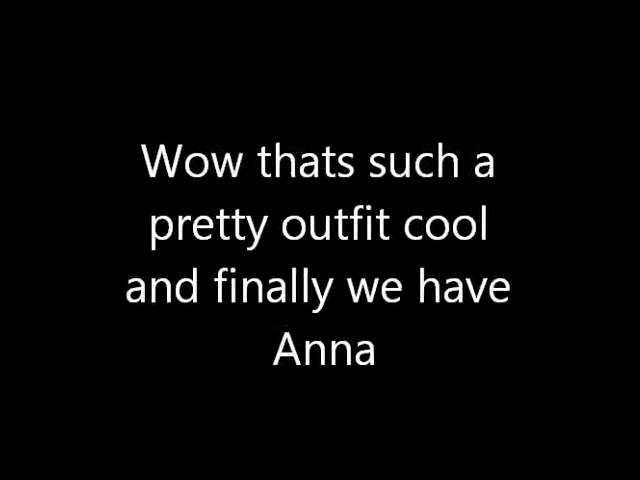 Wow thats such a
pretty outfit cool
and finally we have
Anna